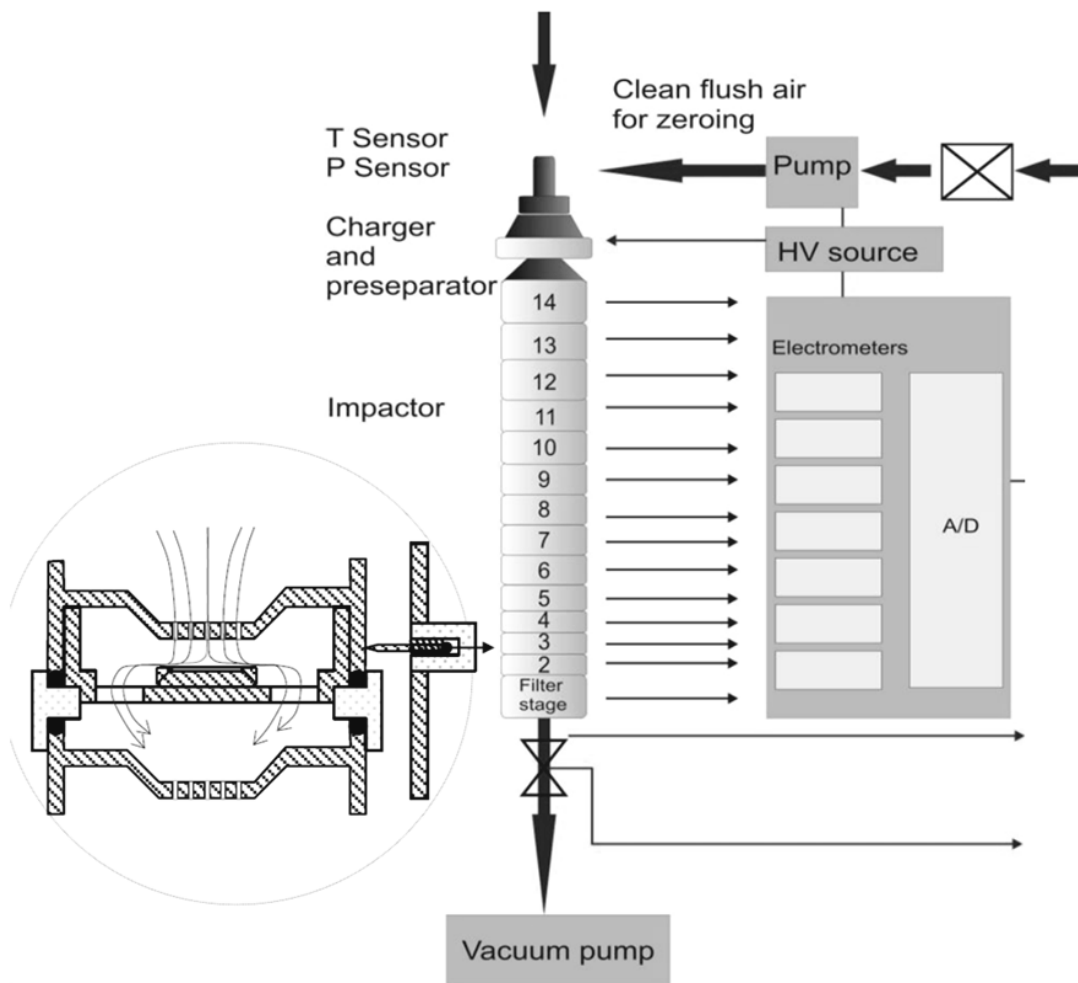 Clean flush air
for zeroing
T Sensor
P Sensor
Pump
Charger
and
preseparator
HV source
14
13
12
11
10
9
8
7
6
5
4
3
2
Filter
stage
Impactor
Electrometers
A/D
Vacuum pump